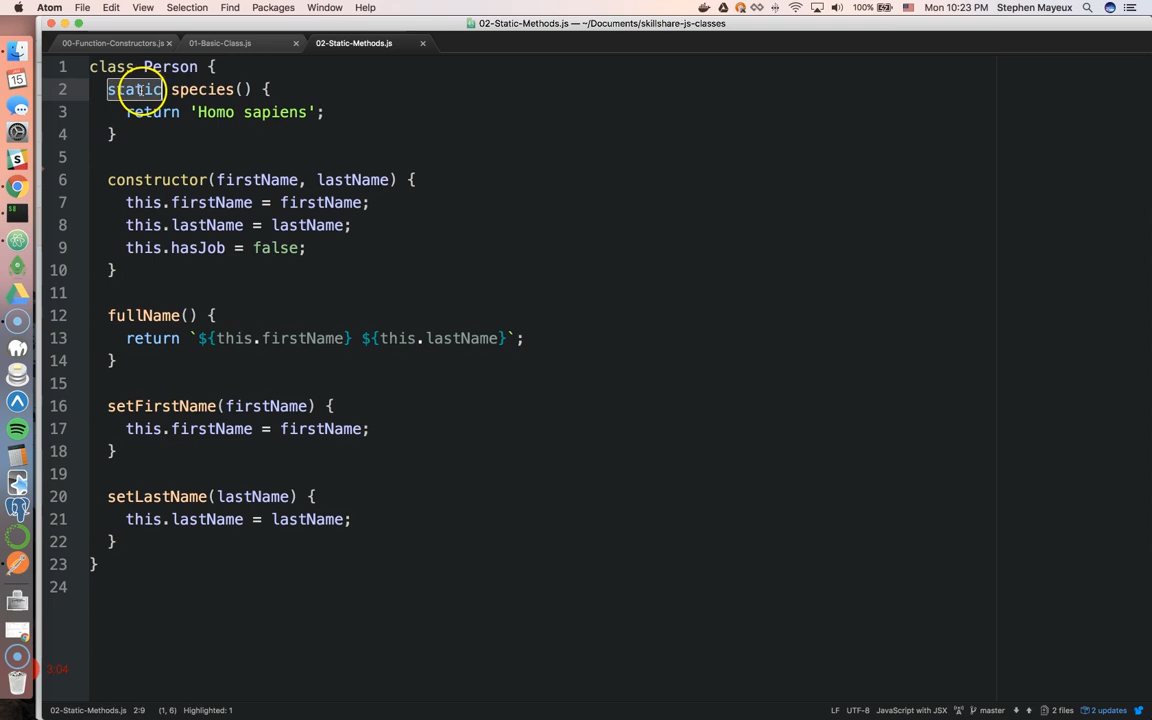 Atom File Edit View Selection Find Packages Window Help 100% Mon 10:23 PM Stephen Mayeux
02-Static-Methods.js — ~/Documents/skillshare-js-classes
00-Function-Constructors.js 01-Basic-Class.js 02-Static-Methods.js
1 class Person {
2 static species() {
3 return 'Homo sapiens';
4 }
5
6 constructor(firstName, lastName) {
7 this.firstName = firstName;
8 this.lastName = lastName;
9 this.hasJob = false;
10 }
11
12 fullName() {
13 return `${this.firstName} ${this.lastName}`;
14 }
15
16 setFirstName(firstName) {
17 this.firstName = firstName;
18 }
19
20 setLastName(lastName) {
21 this.lastName = lastName;
22 }
23 }
24
3:04
02-Static-Methods.js 2:9 (1, 6) Highlighted: 1 LF UTF-8 JavaScript with JSX master 2 files 2 updates